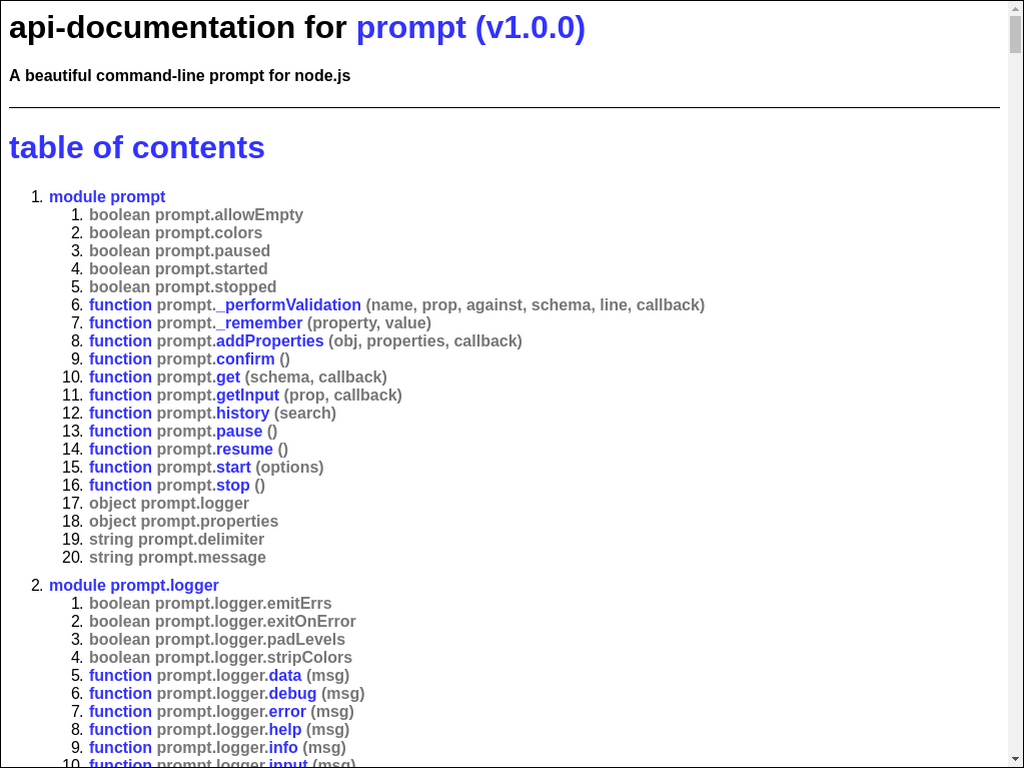 api-documentation for prompt (v1.0.0)
A beautiful command-line prompt for node.js
table of contents
1. module prompt
1. boolean prompt.allowEmpty
2. boolean prompt.colors
3. boolean prompt.paused
4. boolean prompt.started
5. boolean prompt.stopped
6. function prompt._performValidation (name, prop, against, schema, line, callback)
7. function prompt._remember (property, value)
8. function prompt.addProperties (obj, properties, callback)
9. function prompt.confirm ()
10. function prompt.get (schema, callback)
11. function prompt.getInput (prop, callback)
12. function prompt.history (search)
13. function prompt.pause ()
14. function prompt.resume ()
15. function prompt.start (options)
16. function prompt.stop ()
17. object prompt.logger
18. object prompt.properties
19. string prompt.delimiter
20. string prompt.message
2. module prompt.logger
1. boolean prompt.logger.emitErrs
2. boolean prompt.logger.exitOnError
3. boolean prompt.logger.padLevels
4. boolean prompt.logger.stripColors
5. function prompt.logger.data (msg)
6. function prompt.logger.debug (msg)
7. function prompt.logger.error (msg)
8. function prompt.logger.help (msg)
9. function prompt.logger.info (msg)
10. function prompt.logger.input (msg)